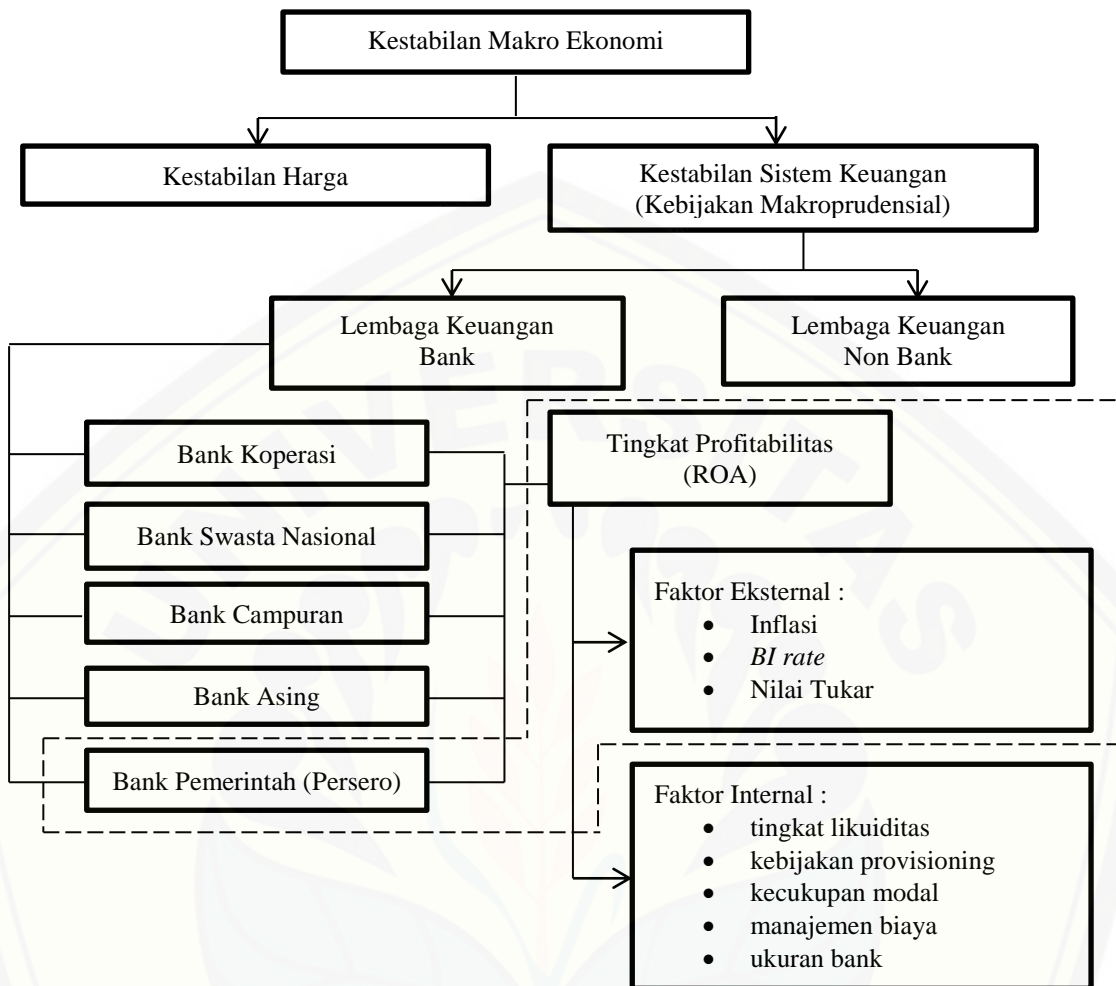 Kestabilan Makro Ekonomi
Kestabilan Harga
Kestabilan Sistem Keuangan
(Kebijakan Makroprudensial)
Lembaga Keuangan
Bank
Lembaga Keuangan
Non Bank
Bank Koperasi
Bank Swasta Nasional
Bank Campuran
Bank Asing
Bank Pemerintah (Persero)
Tingkat Profitabilitas
(ROA)
Faktor Eksternal :
• Inflasi
• BI rate
• Nilai Tukar
Faktor Internal :
• tingkat likuiditas
• kebijakan provisioning
• kecukupan modal
• manajemen biaya
• ukuran bank
UNIVERSITAS